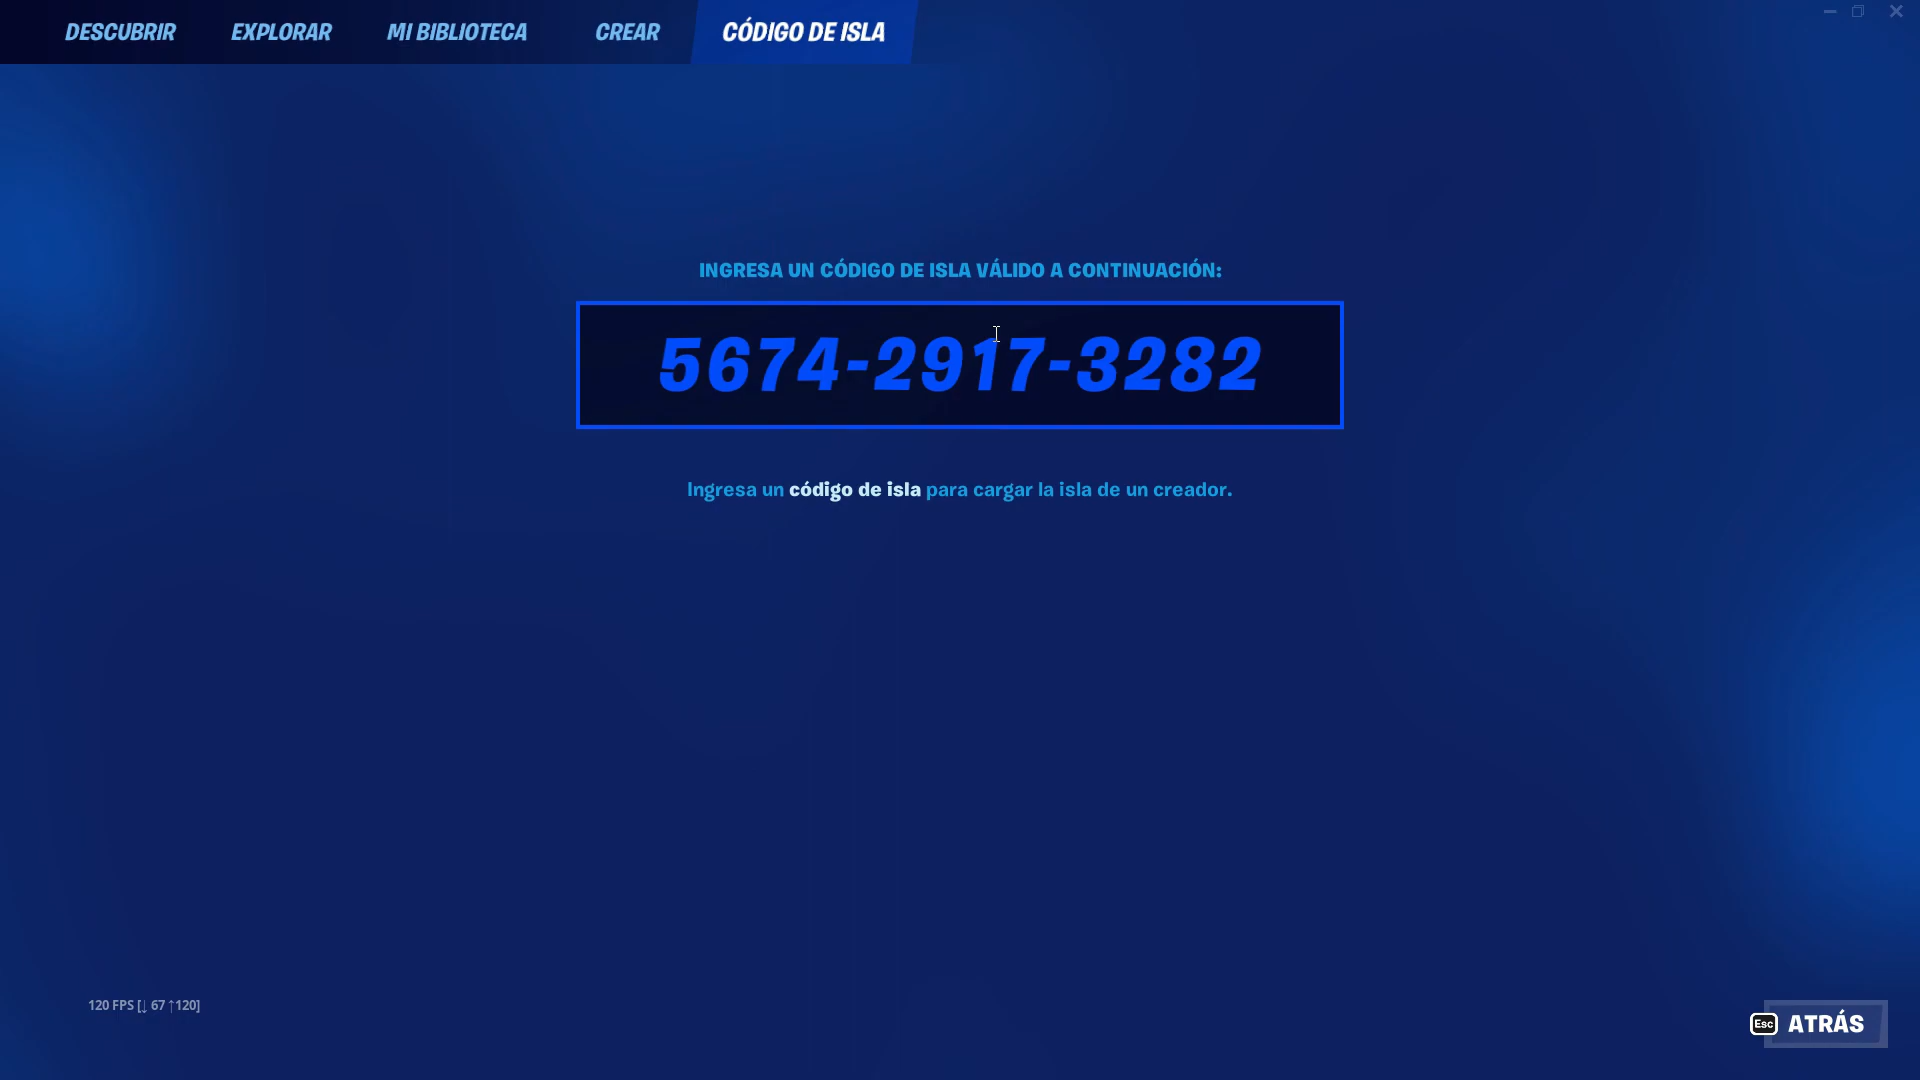 DESCUBRIR EXPLORAR MI BIBLIOTECA CREAR CÓDIGO DE ISLA
INGRESA UN CÓDIGO DE ISLA VÁLIDO A CONTINUACIÓN:
5674-2917-3282
Ingresa un código de isla para cargar la isla de un creador.
120 FPS [↓ 67 ↑120]
Esc ATRÁS